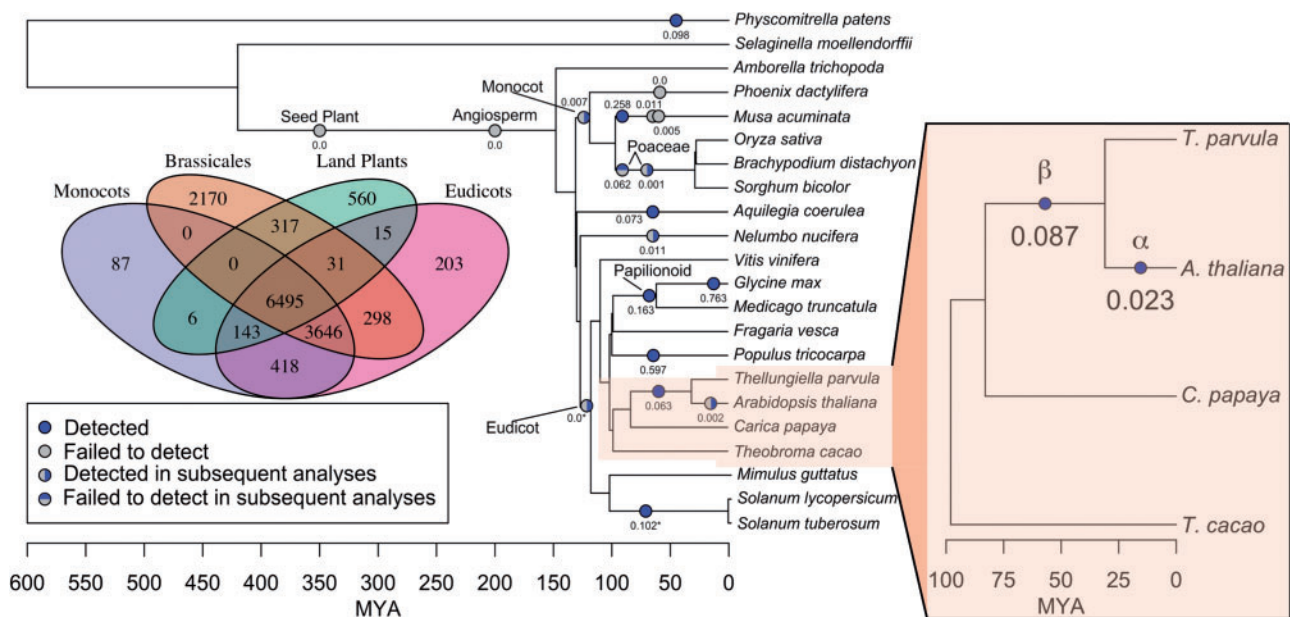 Physcomitrella patens
0.098
Selaginella moellendorffii
Amborella trichopoda
Monocot
0.007
0.0
Phoenix dactylifera
Seed Plant
0.0
Angiosperm
0.0
0.258
0.011
0.005
Musa acuminata
Poaceae
0.062
0.001
Oryza sativa
Brachypodium distachyon
Sorghum bicolor
0.073
Aquilegia coerulea
0.011
Nelumbo nucifera
Vitis vinifera
Papilionoid
0.163
0.763
Glycine max
Medicago truncatula
Fragaria vesca
0.597
Populus tricocarpa
Eudicot
0.0*
0.063
0.002
Thellungiella parvula
Arabidopsis thaliana
Carica papaya
Theobroma cacao
Mimulus guttatus
0.102*
Solanum lycopersicum
Solanum tuberosum
Monocots
Brassicales
Land Plants
Eudicots
2170
560
0
317
15
87
0
31
203
6495
6
143
3646
298
418
Detected
Failed to detect
Detected in subsequent analyses
Failed to detect in subsequent analyses
600 550 500 450 400 350 300 250 200 150 100 50 0
MYA
T. parvula
β
0.087
α
0.023
A. thaliana
C. papaya
T. cacao
100 75 50 25 0
MYA